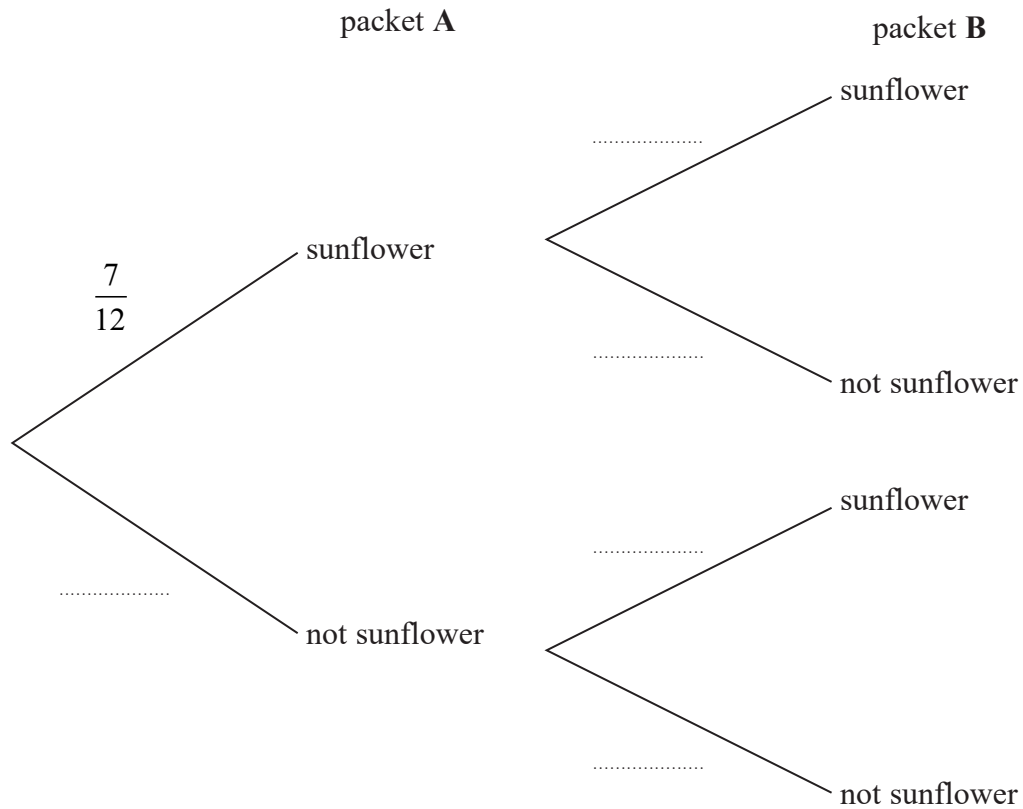 packet A
packet B
sunflower
....................
sunflower
7
12
....................
not sunflower
sunflower
....................
....................
not sunflower
....................
not sunflower